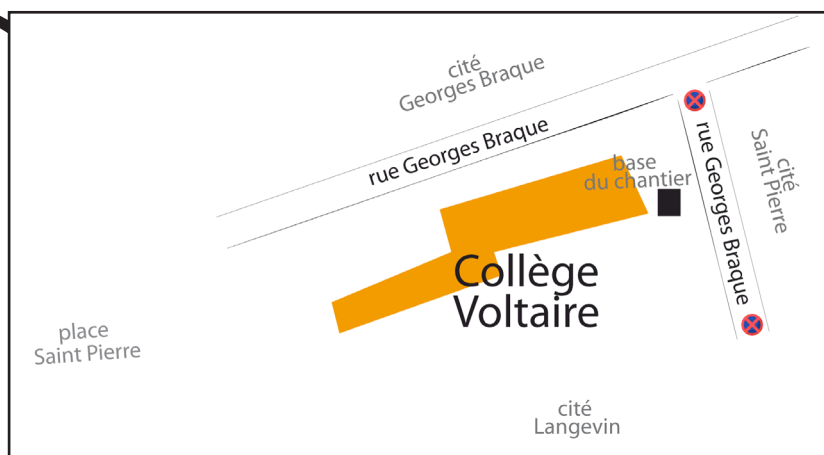 cité
Georges Braque
rue Georges Braque
base
du chantier
rue Georges Braque
cité
Saint Pierre
Collège
Voltaire
place
Saint Pierre
cité
Langevin